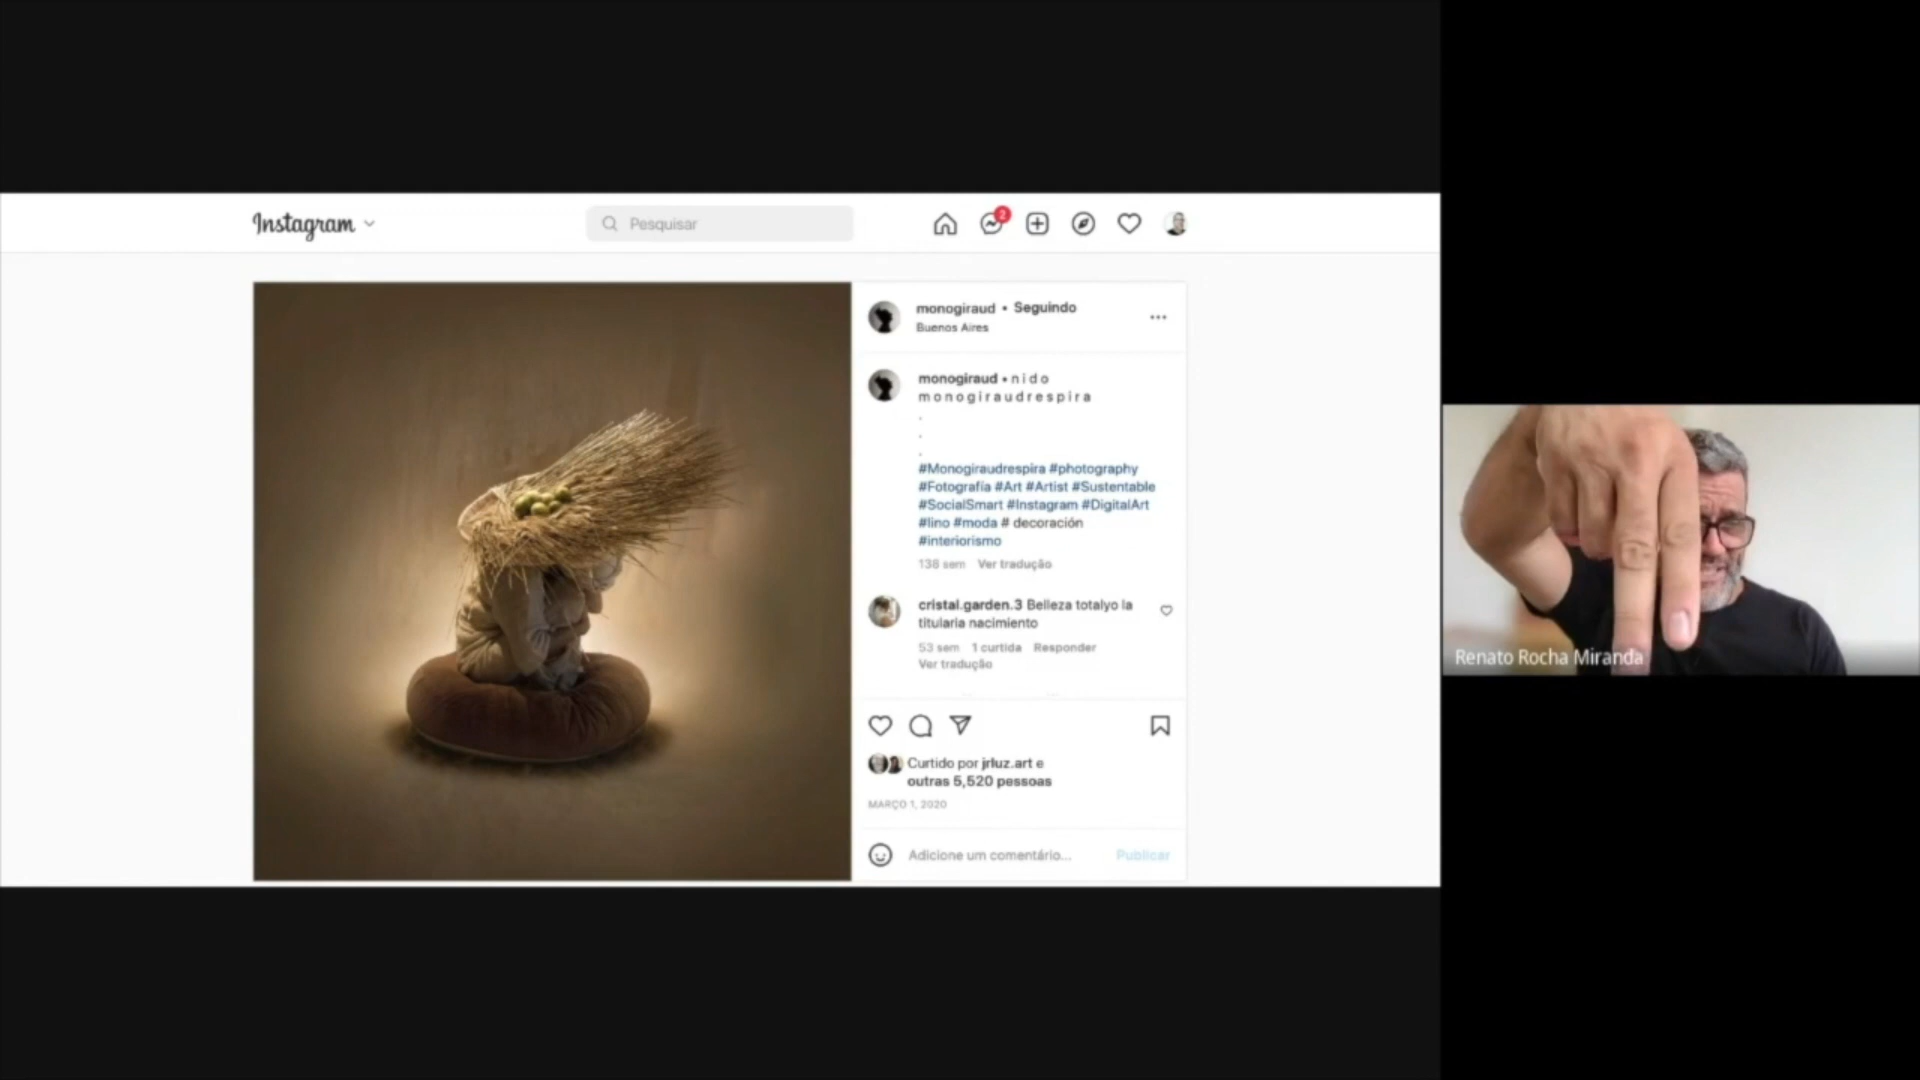 Instagram
Pesquisar
2
monogiraud • Seguindo
Buenos Aires
monogiraud • n i d o
m o n o g i r a u d r e s p i r a
.
.
.
#Monogiraudrespira #photography
#Fotografía #Art #Artist #Sustentable
#SocialSmart #Instagram #DigitalArt
#lino #moda # decoración
#interiorismo
138 sem Ver tradução
cristal.garden.3 Belleza totalyo la
titularia nacimiento
53 sem 1 curtida Responder
Ver tradução
Curtido por jrluz.art e
outras 5,520 pessoas
MARÇO 1, 2020
Adicione um comentário... Publicar
Renato Rocha Miranda